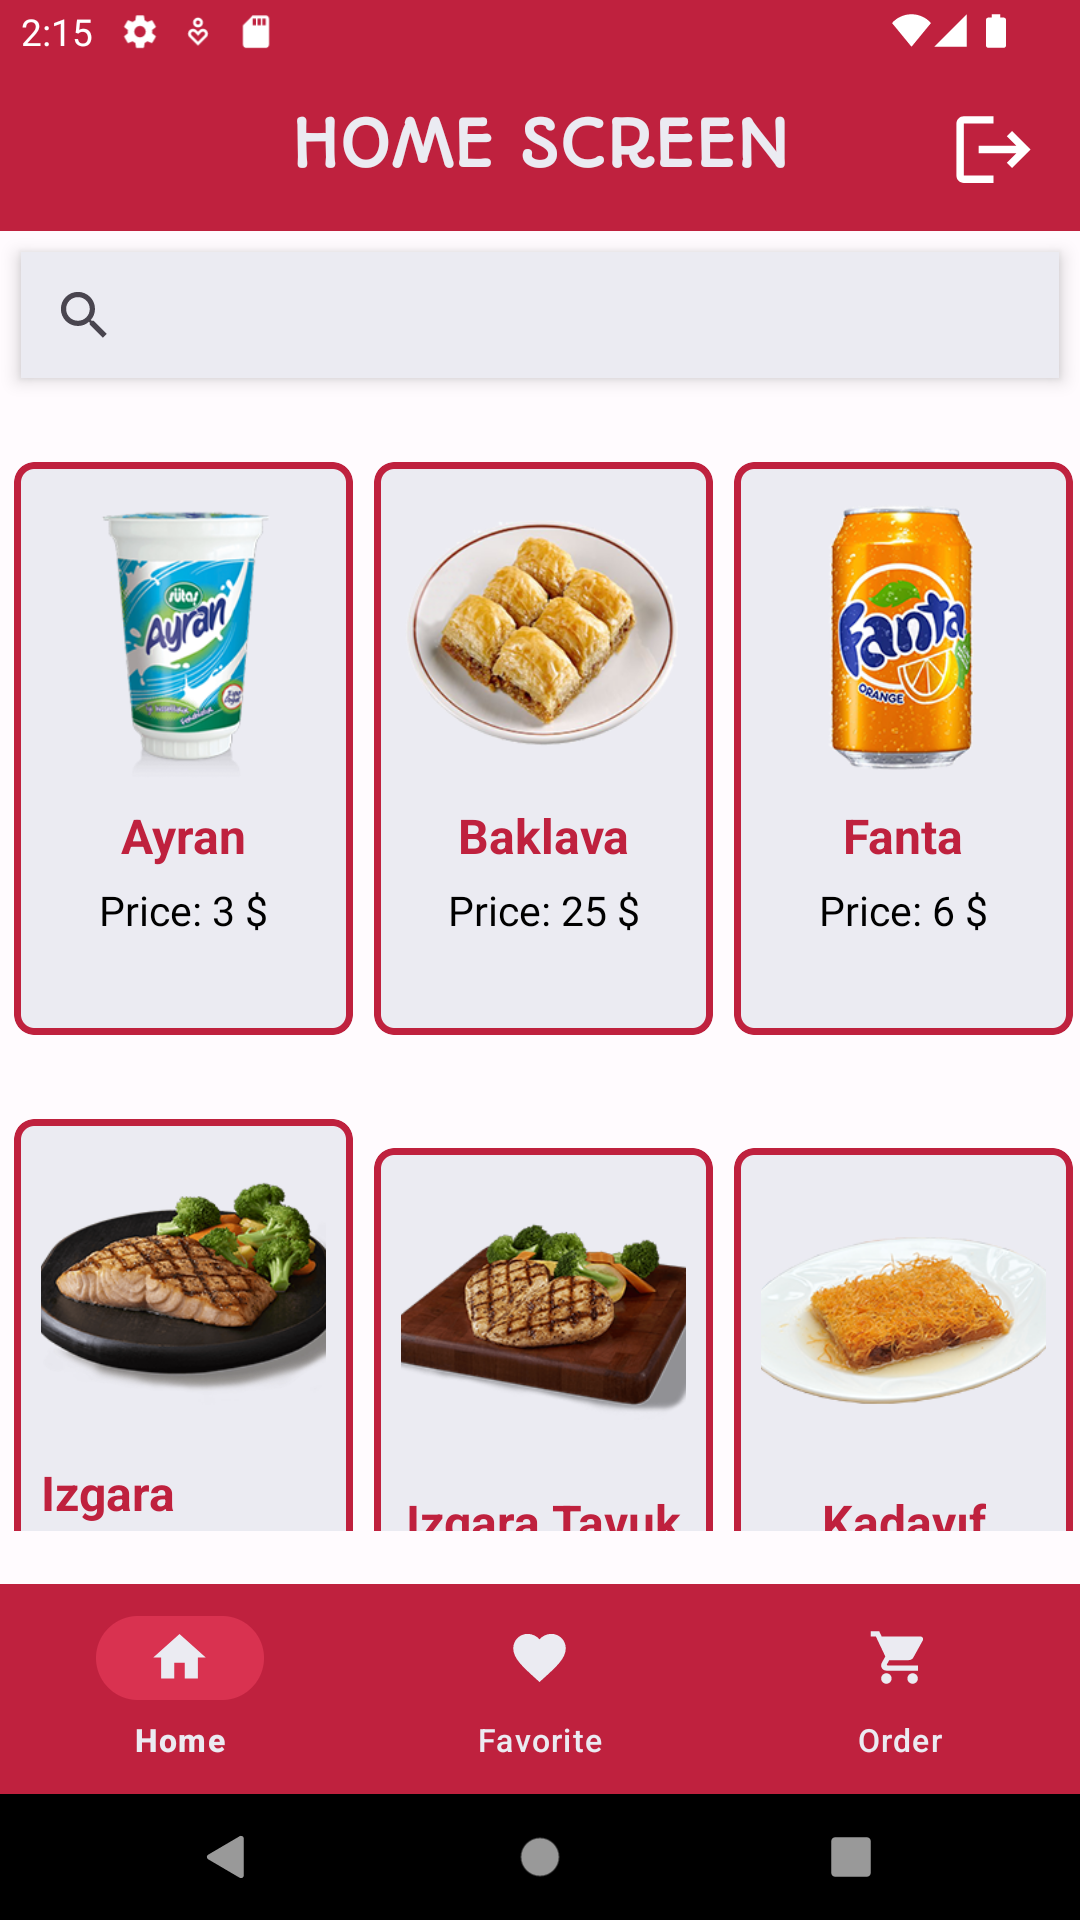 2:15
HOME SCREEN
sütaş
Ayran
Fanta
ORANGE
Ayran
Baklava
Fanta
Price: 3 $
Price: 25 $
Price: 6 $
Izgara
Izgara Tavuk
Kadayıf
Home
Favorite
Order